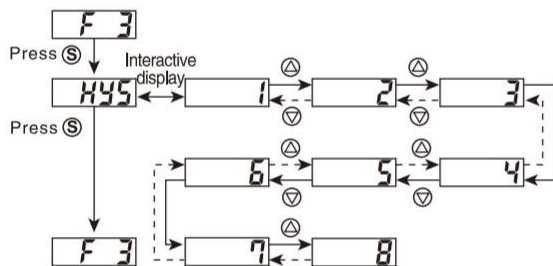 F 3
Press S
Interactive
display
HYS 1 2 3
Press S
6 5 4
F 3 7 8